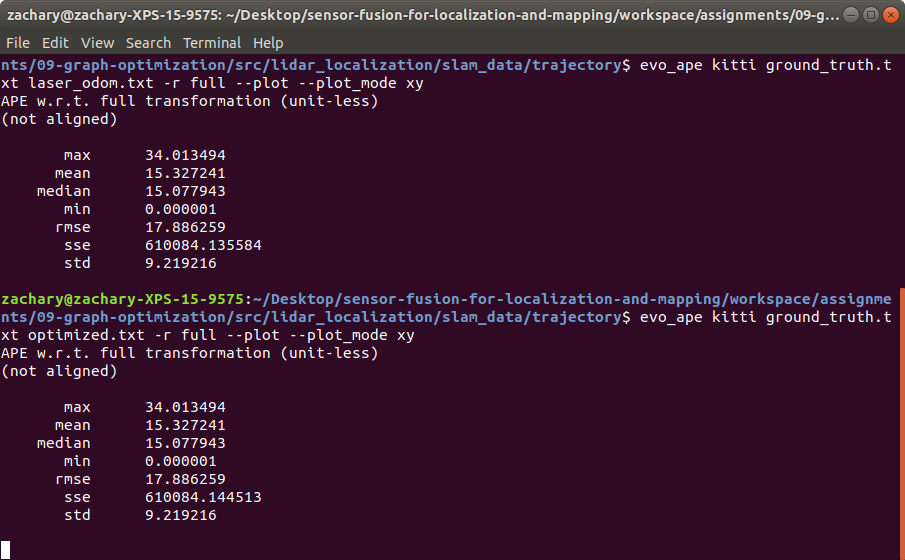 zachary@zachary-XPS-15-9575: ~/Desktop/sensor-fusion-for-localization-and-mapping/workspace/assignments/09-g...
File Edit View Search Terminal Help
nts/09-graph-optimization/src/lidar_localization/slam_data/trajectory$ evo_ape kitti ground_truth.t
xt laser_odom.txt -r full --plot --plot_mode xy
APE w.r.t. full transformation (unit-less)
(not aligned)
max 34.013494
mean 15.327241
median 15.077943
min 0.000001
rmse 17.886259
sse 610084.135584
std 9.219216
zachary@zachary-XPS-15-9575:~/Desktop/sensor-fusion-for-localization-and-mapping/workspace/assignme
nts/09-graph-optimization/src/lidar_localization/slam_data/trajectory$ evo_ape kitti ground_truth.t
xt optimized.txt -r full --plot --plot_mode xy
APE w.r.t. full transformation (unit-less)
(not aligned)
max 34.013494
mean 15.327241
median 15.077943
min 0.000001
rmse 17.886259
sse 610084.144513
std 9.219216